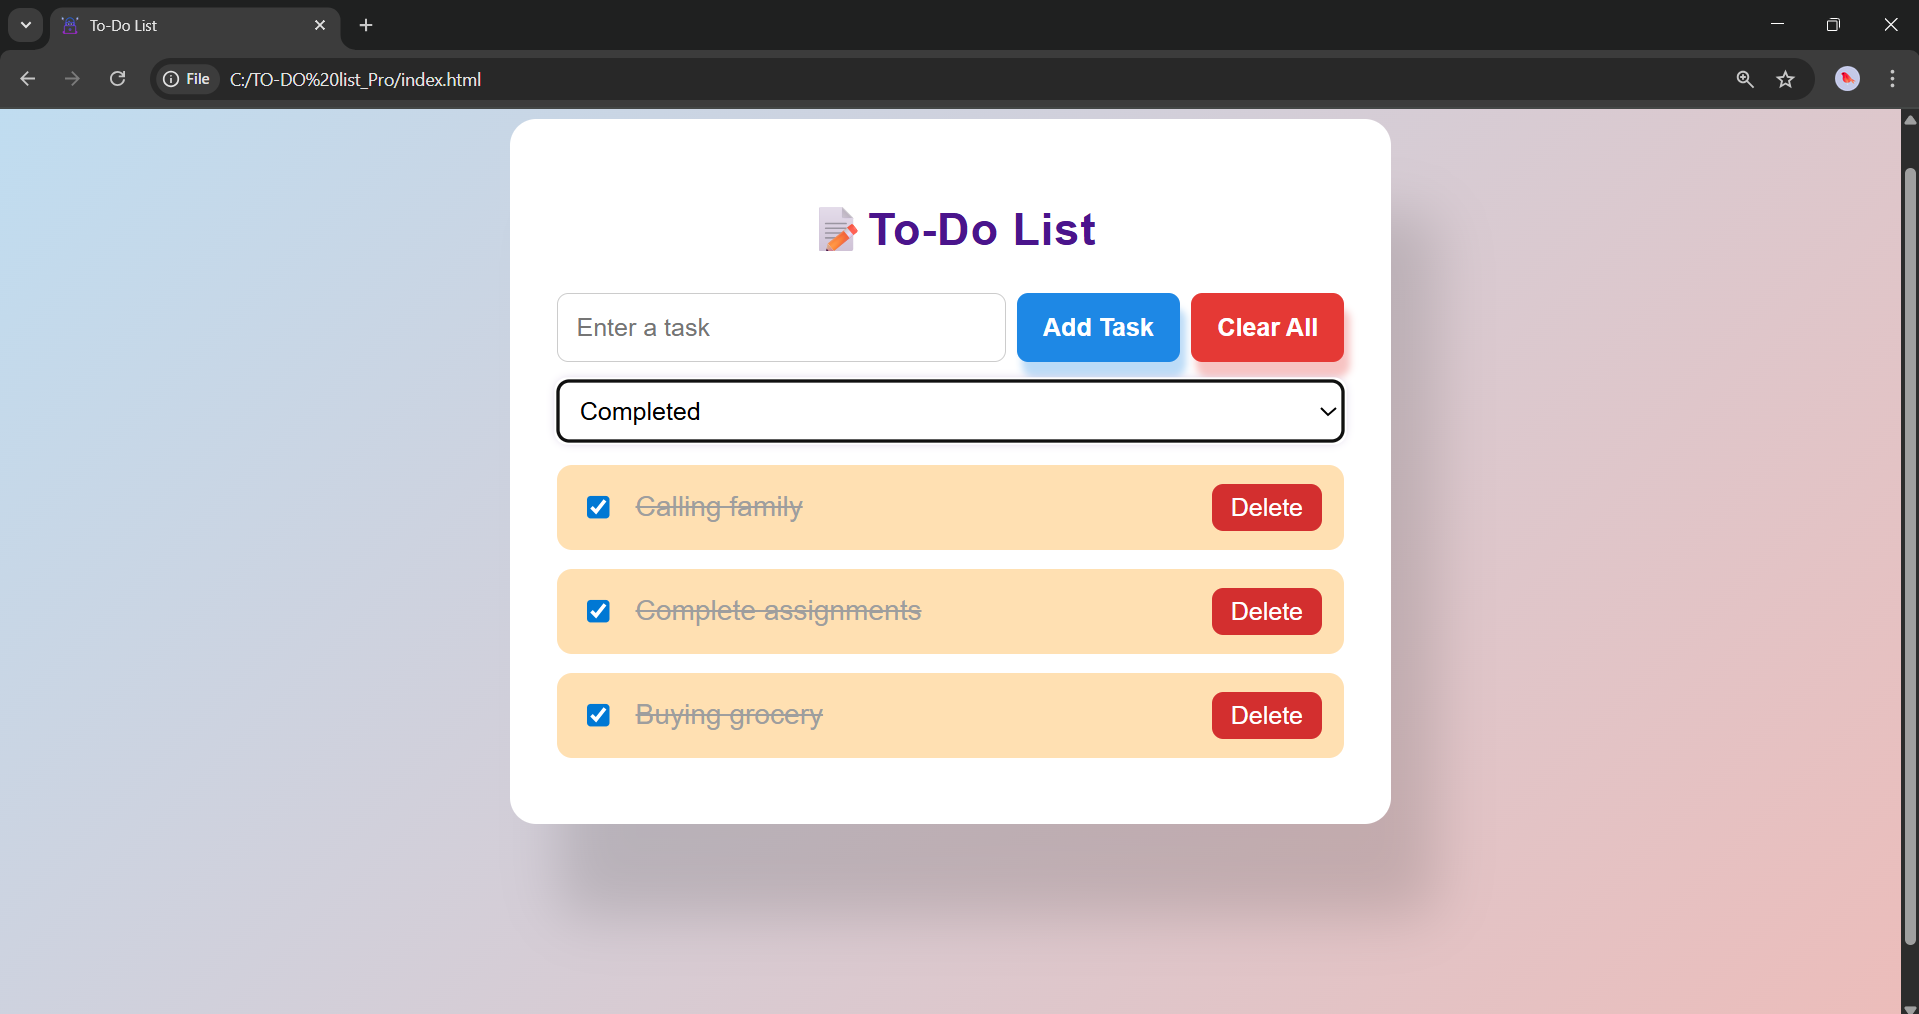 To-Do List
File C:/TO-DO%20list_Pro/index.html
To-Do List
Enter a task Add Task Clear All
Completed
Calling family Delete
Complete assignments Delete
Buying grocery Delete